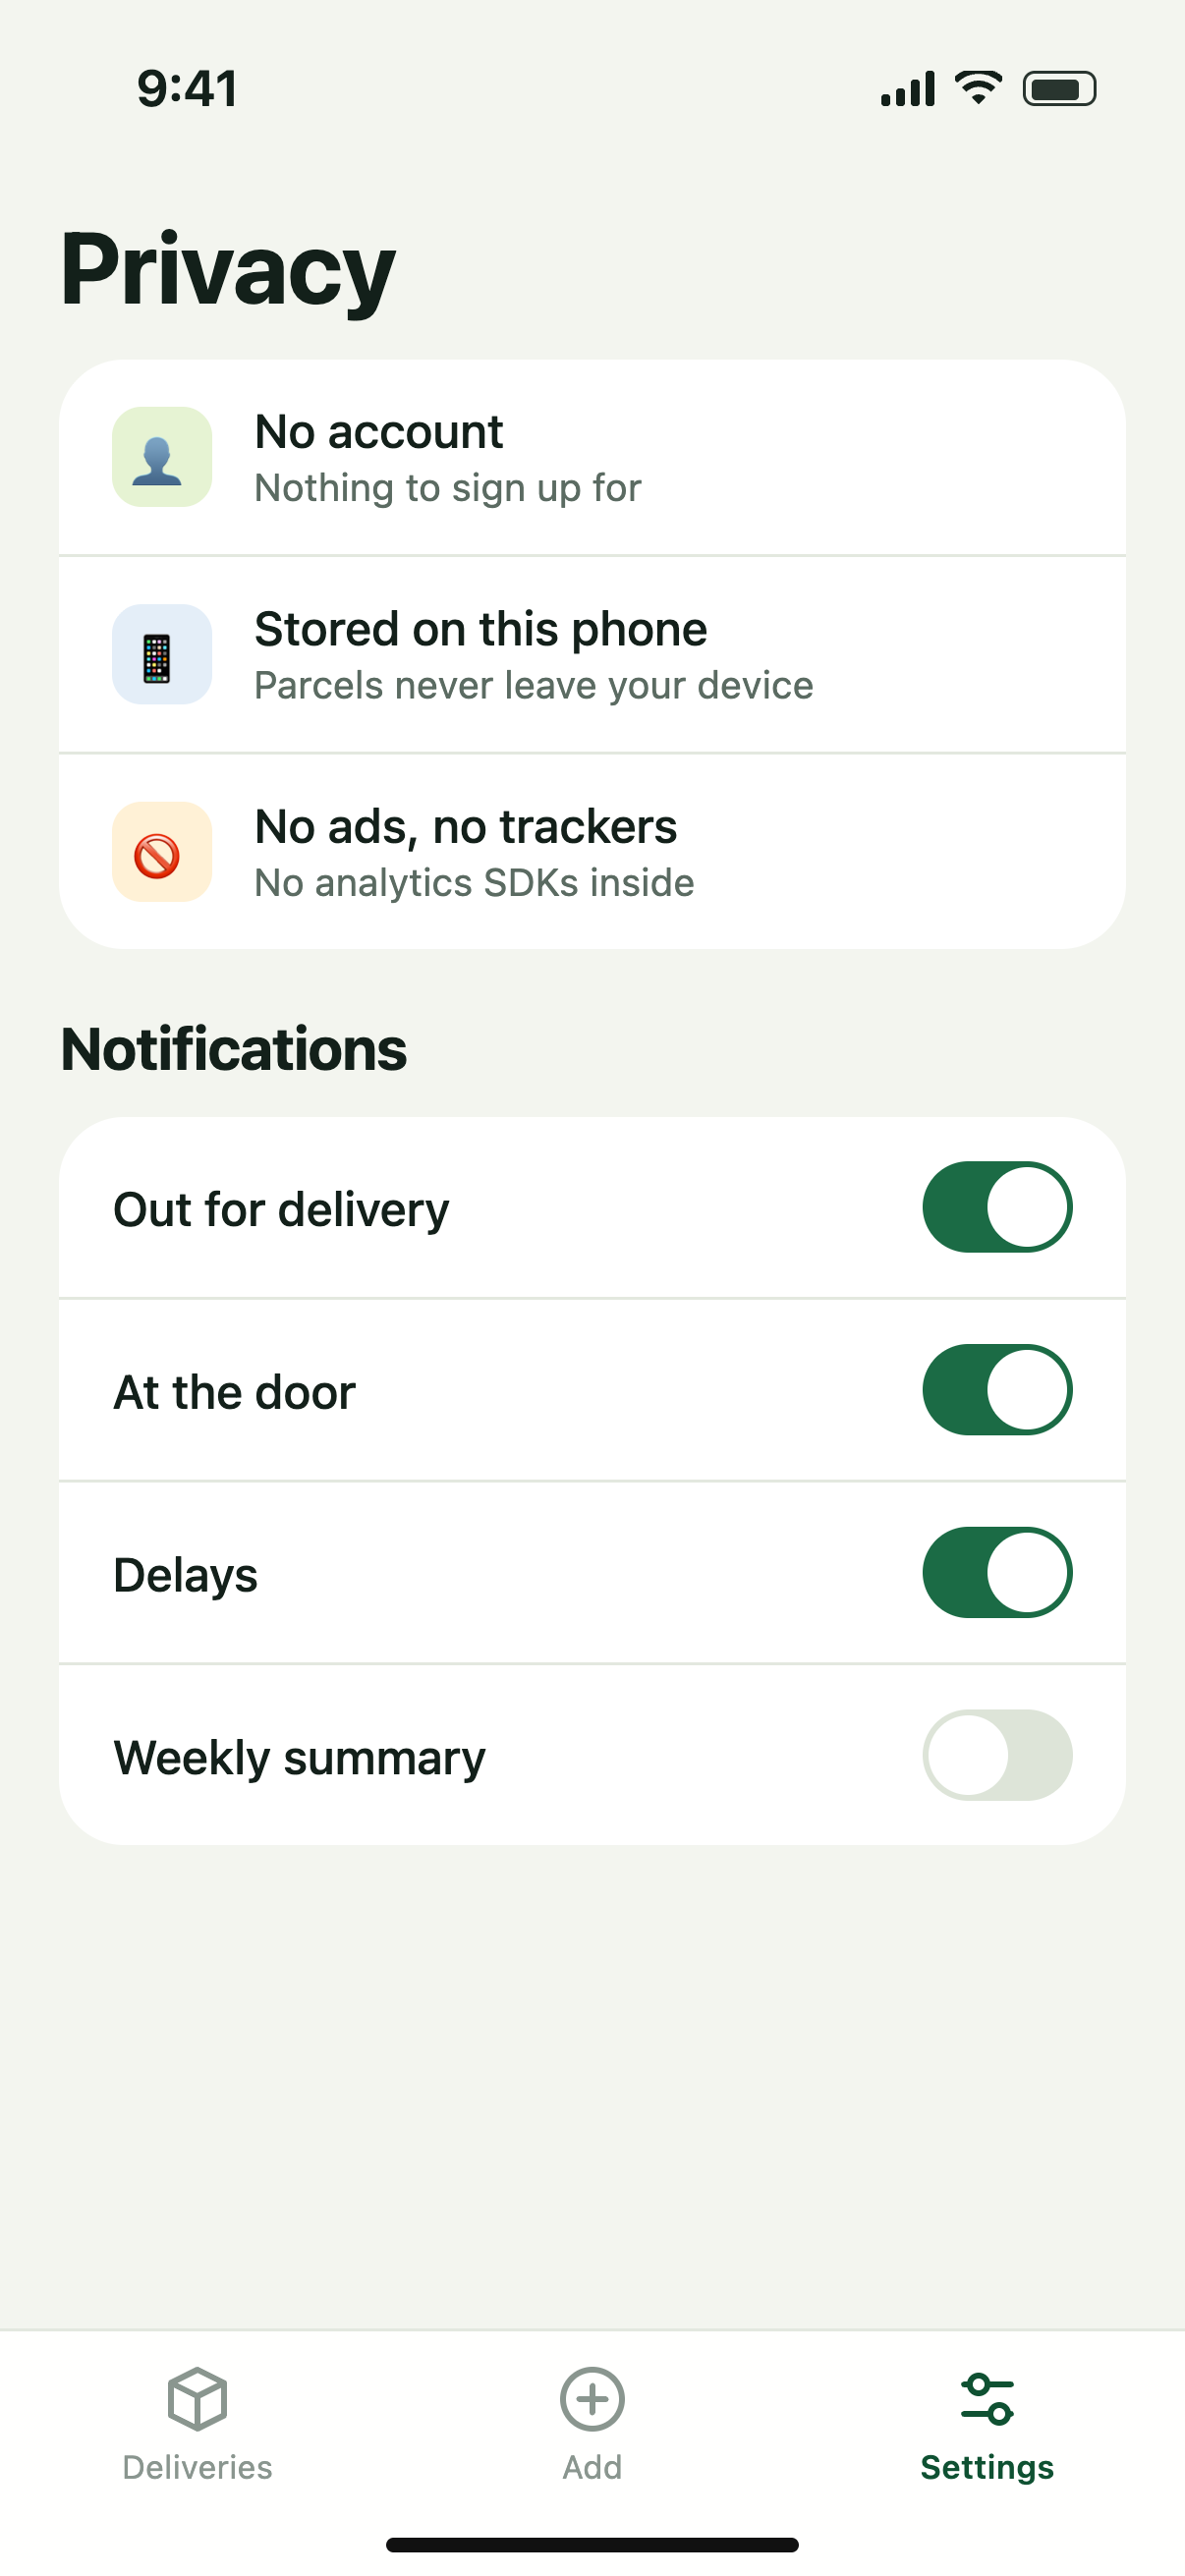 9:41
Privacy
No account
Nothing to sign up for
Stored on this phone
Parcels never leave your device
No ads, no trackers
No analytics SDKs inside
Notifications
Out for delivery
At the door
Delays
Weekly summary
Deliveries
Add
Settings